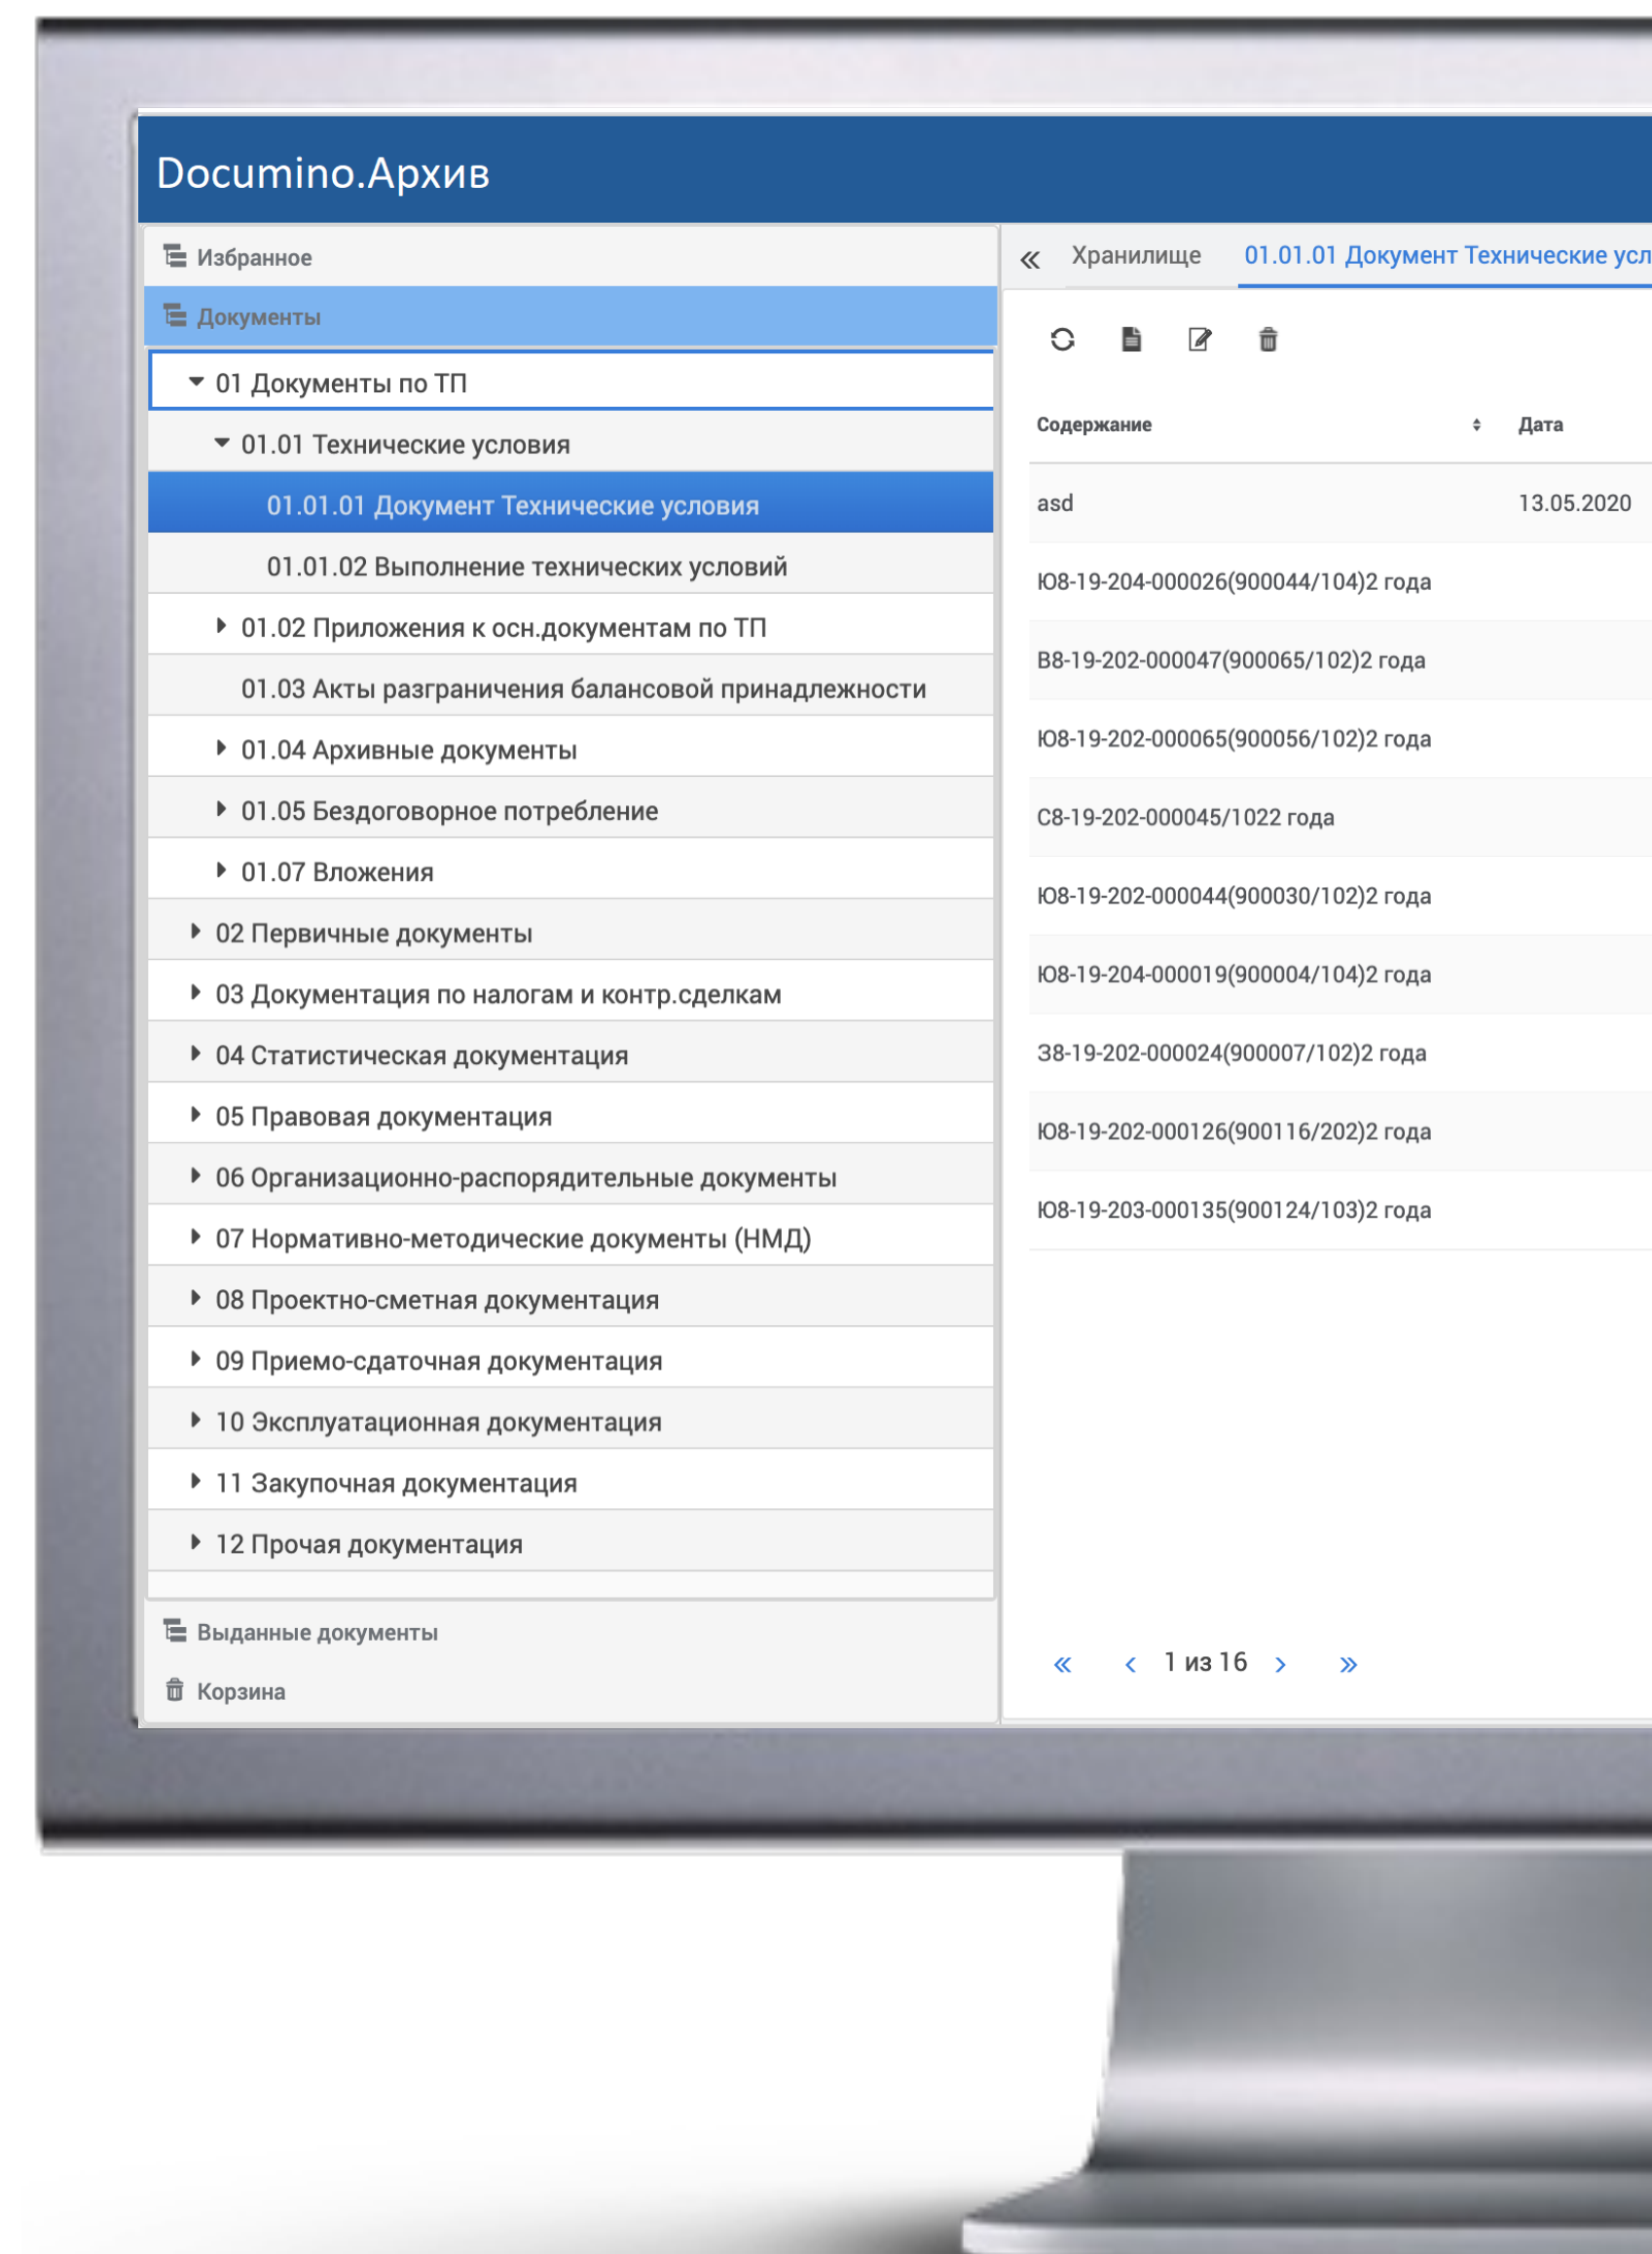 Documino.Архив
Избранное
Документы
01 Документы по ТП
01.01 Технические условия
01.01.01 Документ Технические условия
01.01.02 Выполнение технических условий
01.02 Приложения к осн.документам по ТП
01.03 Акты разграничения балансовой принадлежности
01.04 Архивные документы
01.05 Бездоговорное потребление
01.07 Вложения
02 Первичные документы
03 Документация по налогам и контр.сделкам
04 Статистическая документация
05 Правовая документация
06 Организационно-распорядительные документы
07 Нормативно-методические документы (НМД)
08 Проектно-сметная документация
09 Приемо-сдаточная документация
10 Эксплуатационная документация
11 Закупочная документация
12 Прочая документация
Выданные документы
Корзина
Хранилище 01.01.01 Документ Технические усл
Содержание Дата
asd 13.05.2020
Ю8-19-204-000026(900044/104)2 года
В8-19-202-000047(900065/102)2 года
Ю8-19-202-000065(900056/102)2 года
С8-19-202-000045/1022 года
Ю8-19-202-000044(900030/102)2 года
Ю8-19-204-000019(900004/104)2 года
З8-19-202-000024(900007/102)2 года
Ю8-19-202-000126(900116/202)2 года
Ю8-19-203-000135(900124/103)2 года
« ‹ 1 из 16 › »